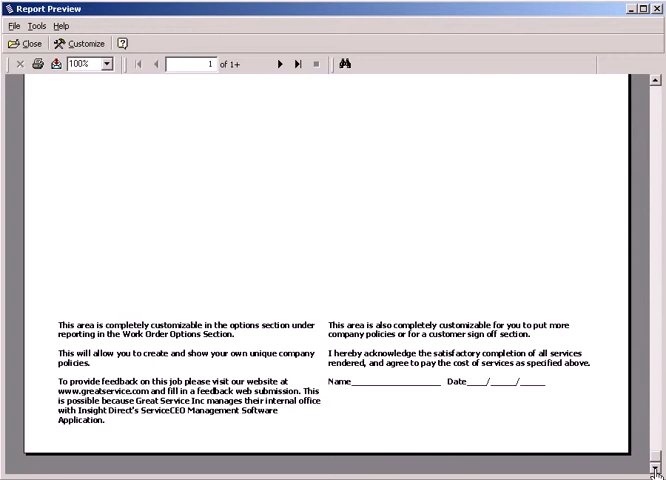 Report Preview
File Tools Help
Close Customize
100% 1 of 1+
This area is completely customizable in the options section under
reporting in the Work Order Options Section.
This will allow you to create and show your own unique company
policies.
To provide feedback on this job please visit our website at
www.greatservice.com and fill in a feedback web submission. This
is possible because Great Service Inc manages their internal office
with Insight Direct's ServiceCEO Management Software
Application.
This area is also completely customizable for you to put more
company policies or for a customer sign off section.
I hereby acknowledge the satisfactory completion of all services
rendered, and agree to pay the cost of services as specified above.
Name____________________ Date____/_____/_____